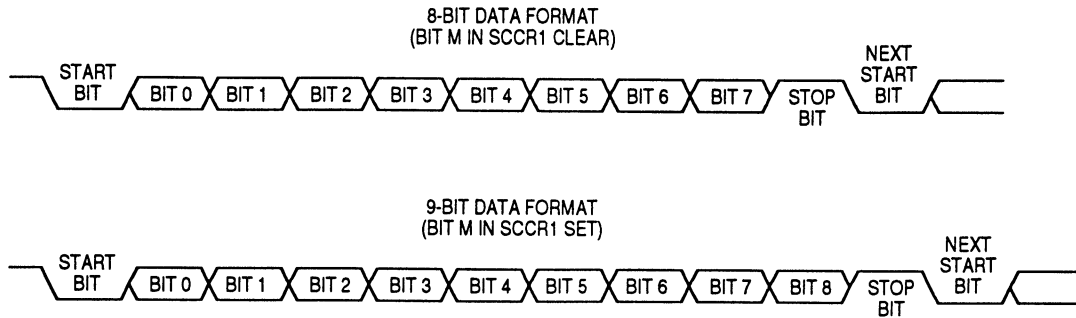 8-BIT DATA FORMAT
(BIT M IN SCCR1 CLEAR)
START
BIT
BIT 0
BIT 1
BIT 2
BIT 3
BIT 4
BIT 5
BIT 6
BIT 7
STOP
BIT
NEXT
START
BIT
9-BIT DATA FORMAT
(BIT M IN SCCR1 SET)
START
BIT
BIT 0
BIT 1
BIT 2
BIT 3
BIT 4
BIT 5
BIT 6
BIT 7
BIT 8
STOP
BIT
NEXT
START
BIT